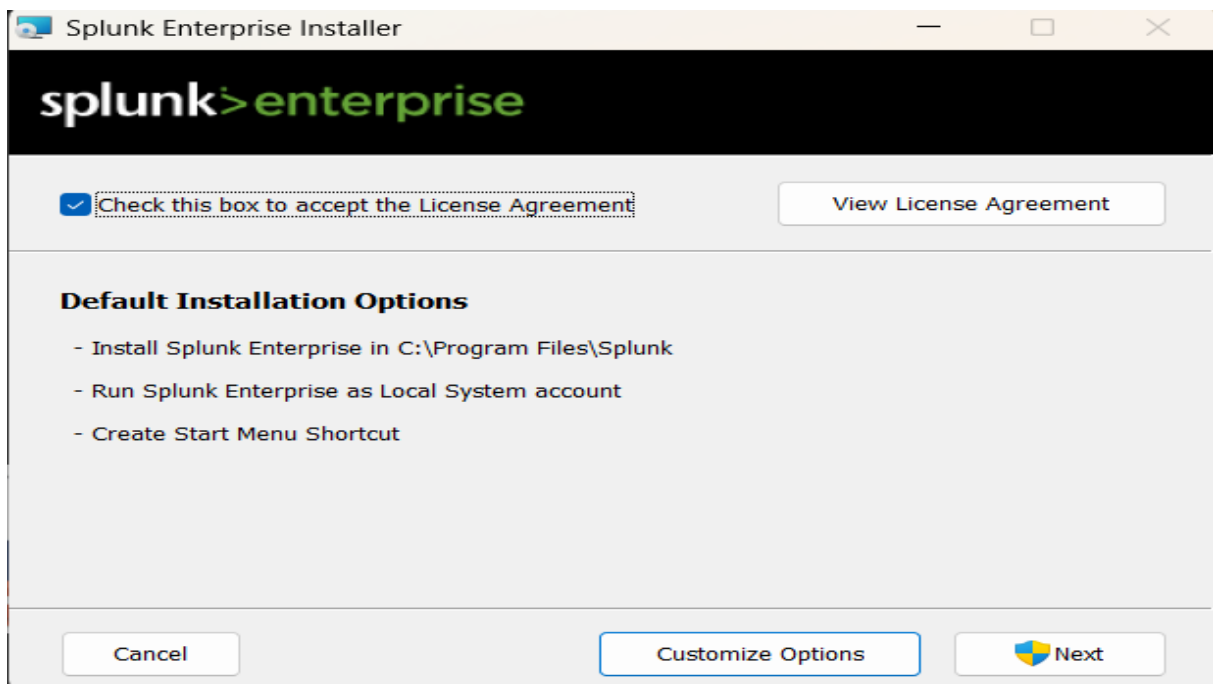 Splunk Enterprise Installer
splunk>enterprise
Check this box to accept the License Agreement
View License Agreement
Default Installation Options
- Install Splunk Enterprise in C:\Program Files\Splunk
- Run Splunk Enterprise as Local System account
- Create Start Menu Shortcut
Cancel
Customize Options
Next